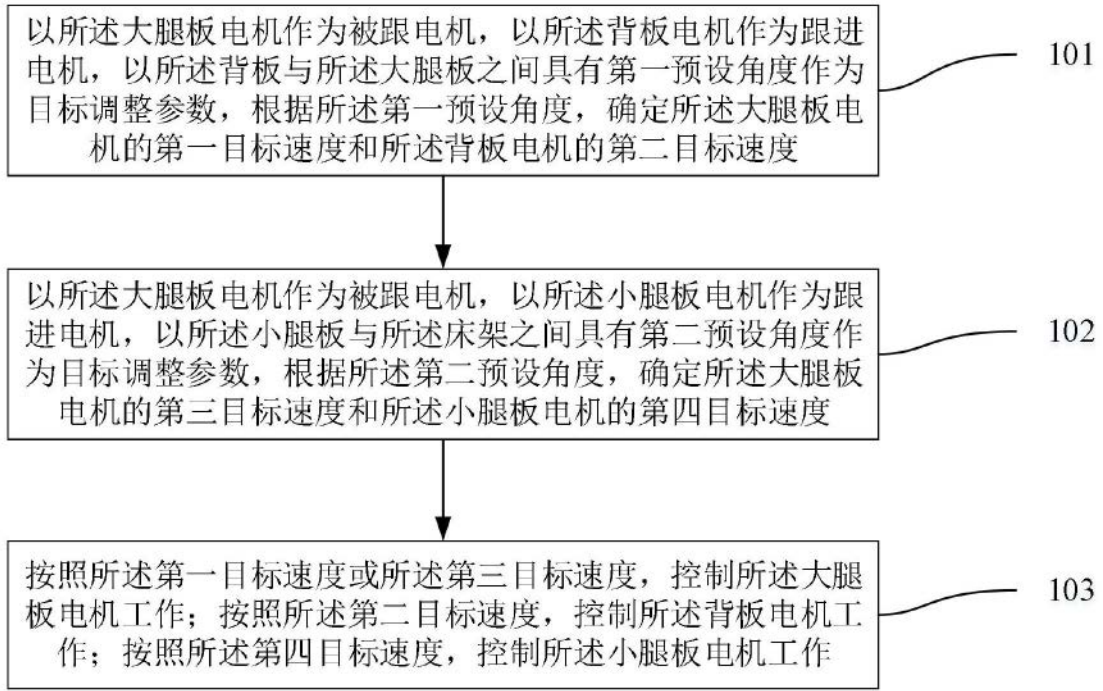 以所述大腿板电机作为被跟电机，以所述背板电机作为跟进
电机，以所述背板与所述大腿板之间具有第一预设角度作为
目标调整参数，根据所述第一预设角度，确定所述大腿板电
机的第一目标速度和所述背板电机的第二目标速度
101
以所述大腿板电机作为被跟电机，以所述小腿板电机作为跟
进电机，以所述小腿板与所述床架之间具有第二预设角度作
为目标调整参数，根据所述第二预设角度，确定所述大腿板
电机的第三目标速度和所述小腿板电机的第四目标速度
102
按照所述第一目标速度或所述第三目标速度，控制所述大腿
板电机工作；按照所述第二目标速度，控制所述背板电机工
作；按照所述第四目标速度，控制所述小腿板电机工作
103